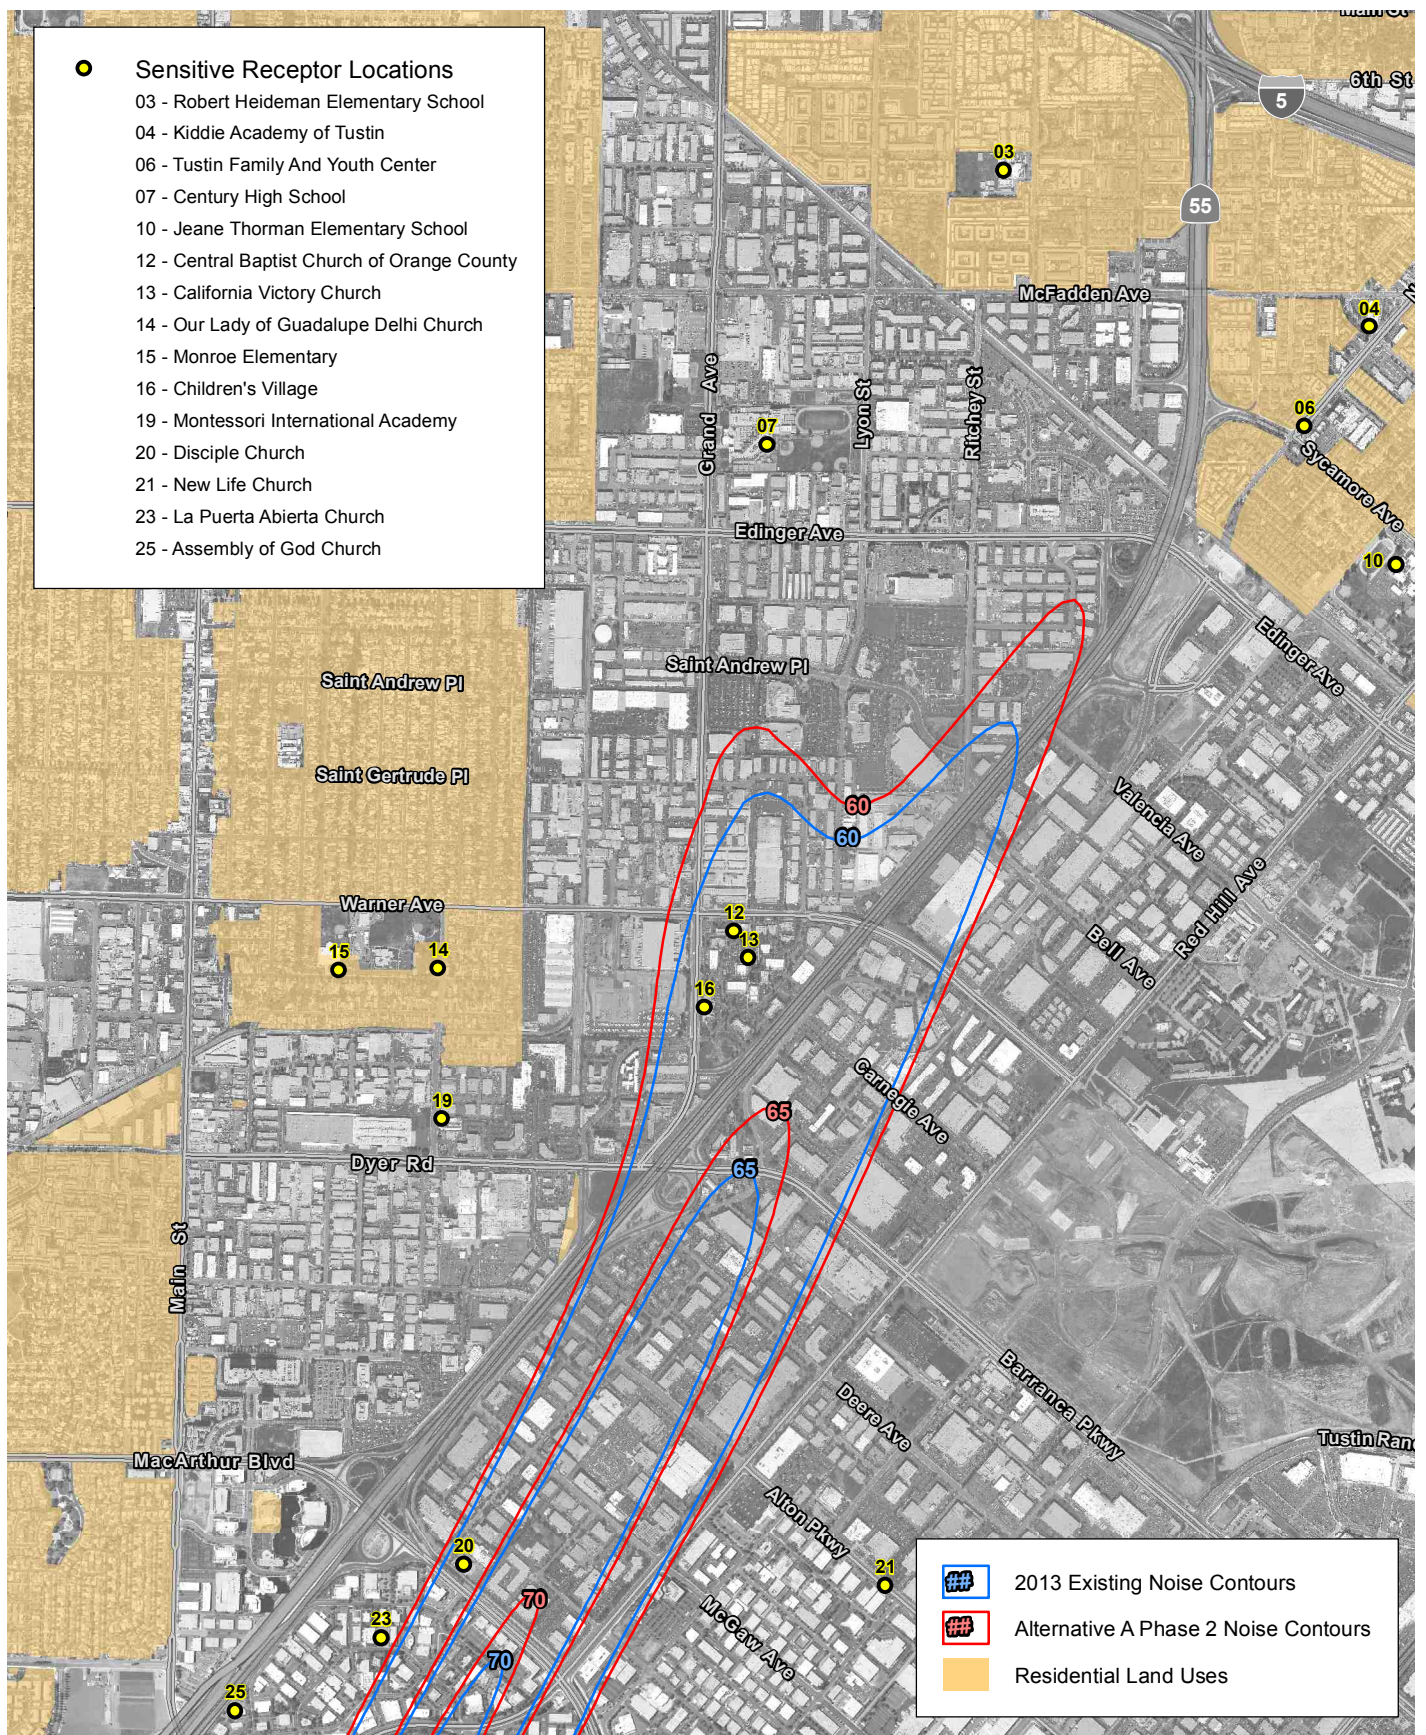 Main St
6th St
5
Sensitive Receptor Locations
03 - Robert Heideman Elementary School
04 - Kiddie Academy of Tustin
06 - Tustin Family And Youth Center
07 - Century High School
10 - Jeane Thorman Elementary School
12 - Central Baptist Church of Orange County
13 - California Victory Church
14 - Our Lady of Guadalupe Delhi Church
15 - Monroe Elementary
16 - Children's Village
19 - Montessori International Academy
20 - Disciple Church
21 - New Life Church
23 - La Puerta Abierta Church
25 - Assembly of God Church
03
55
McFadden Ave
N
04
Grand Ave
Lyon St
Ritchey St
07
06
Sycamore Ave
Edinger Ave
10
Edinger Ave
Saint Andrew Pl
Saint Andrew Pl
Saint Gertrude Pl
60
60
Valencia Ave
Red Hill Ave
Warner Ave
12
13
Bell Ave
15
14
16
Carnegie Ave
19
65
Dyer Rd
65
Main St
Barranca Pkwy
Deere Ave
Tustin Ranc
MacArthur Blvd
Alton Pkwy
20
21
70
McGaw Ave
23
70
25
## 2013 Existing Noise Contours
## Alternative A Phase 2 Noise Contours
Residential Land Uses